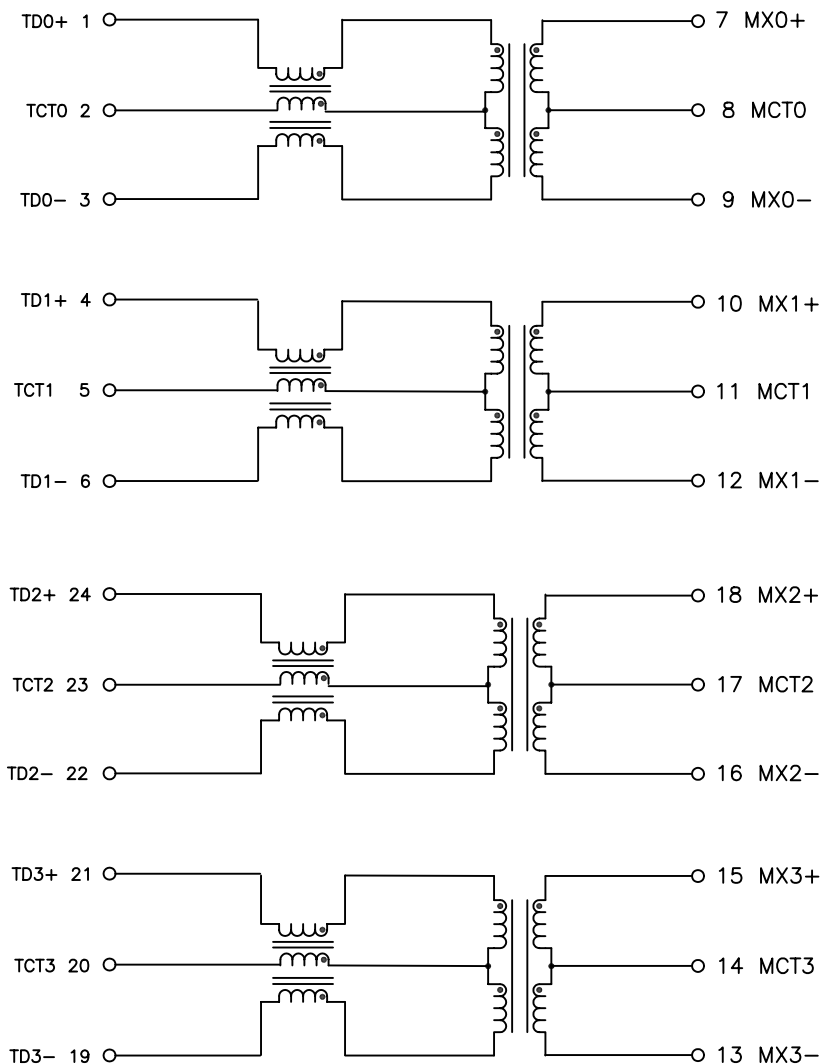 TD0+ 1 7 MX0+
TCT0 2 8 MCT0
TD0- 3 9 MX0-
TD1+ 4 10 MX1+
TCT1 5 11 MCT1
TD1- 6 12 MX1-
TD2+ 24 18 MX2+
TCT2 23 17 MCT2
TD2- 22 16 MX2-
TD3+ 21 15 MX3+
TCT3 20 14 MCT3
TD3- 19 13 MX3-